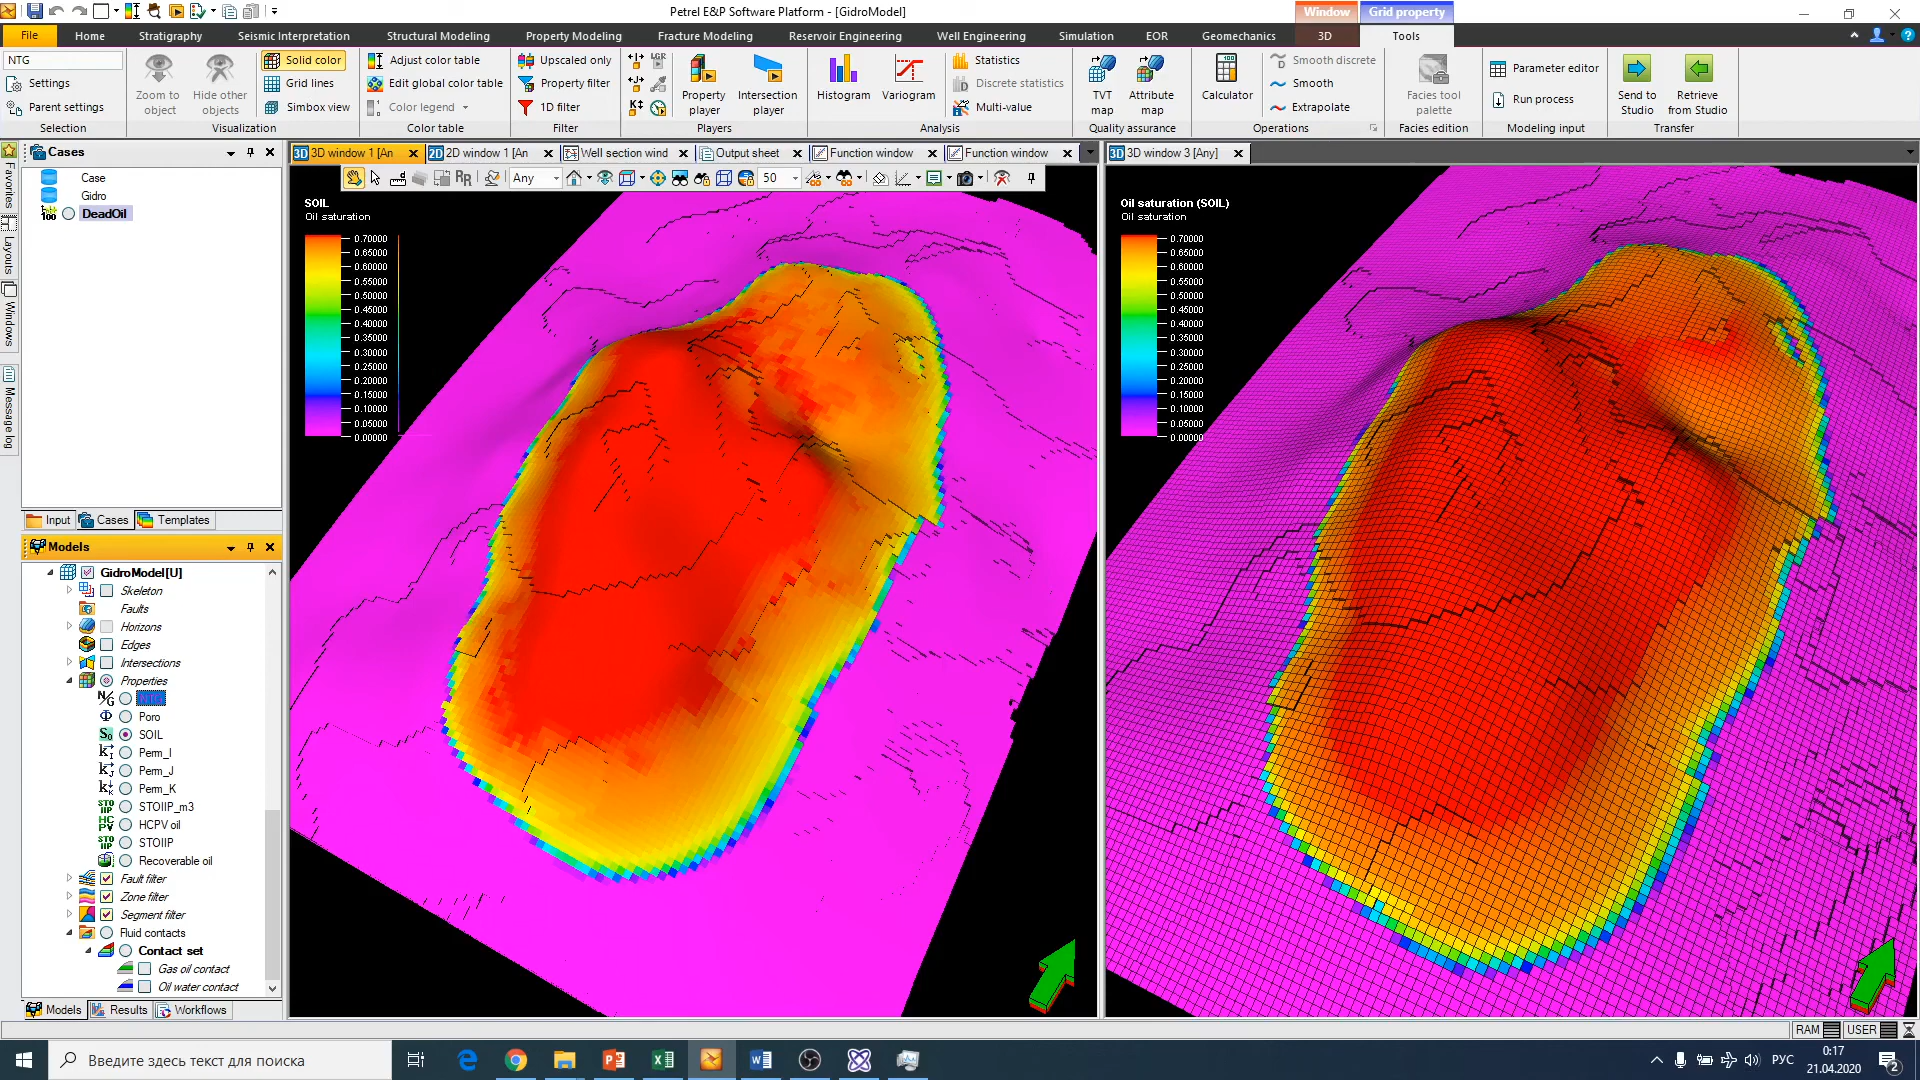 Petrel E&P Software Platform - [GidroModel]
Window
Grid property
File
Home
Stratigraphy
Seismic Interpretation
Structural Modeling
Property Modeling
Fracture Modeling
Reservoir Engineering
Well Engineering
Simulation
EOR
Geomechanics
3D
Tools
NTG
Settings
Parent settings
Selection
Zoom to object
Hide other objects
Solid color
Grid lines
Simbox view
Visualization
Adjust color table
Edit global color table
Color legend
Color table
Upscaled only
Property filter
1D filter
Filter
Property player
Intersection player
Players
Histogram
Variogram
Statistics
Discrete statistics
Multi-value
Analysis
TVT map
Attribute map
Quality assurance
Calculator
Smooth discrete
Smooth
Extrapolate
Operations
Facies tool palette
Facies edition
Parameter editor
Run process
Modeling input
Send to Studio
Retrieve from Studio
Transfer
Favorites
Layouts
Windows
Message log
Cases
Case
Gidro
DeadOil
Input
Cases
Templates
Models
GidroModel[U]
Skeleton
Faults
Horizons
Edges
Intersections
Properties
Poro
SOIL
Perm_I
Perm_J
Perm_K
STOIIP_m3
HCPV oil
STOIIP
Recoverable oil
Fault filter
Zone filter
Segment filter
Fluid contacts
Contact set
Gas oil contact
Oil water contact
Models
Results
Workflows
3D window 1 [An
2D window 1 [An
Well section wind
Output sheet
Function window
Function window
3D window 3 [Any]
Any
50
SOIL
Oil saturation
0.70000
0.65000
0.60000
0.55000
0.50000
0.45000
0.40000
0.35000
0.30000
0.25000
0.20000
0.15000
0.10000
0.05000
0.00000
Oil saturation (SOIL)
Oil saturation
0.70000
0.65000
0.60000
0.55000
0.50000
0.45000
0.40000
0.35000
0.30000
0.25000
0.20000
0.15000
0.10000
0.05000
0.00000
RAM
USER
Введите здесь текст для поиска
РУС
0:17
21.04.2020
2